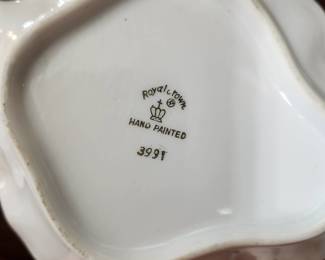 Royal Crown
®
HAND PAINTED
3991